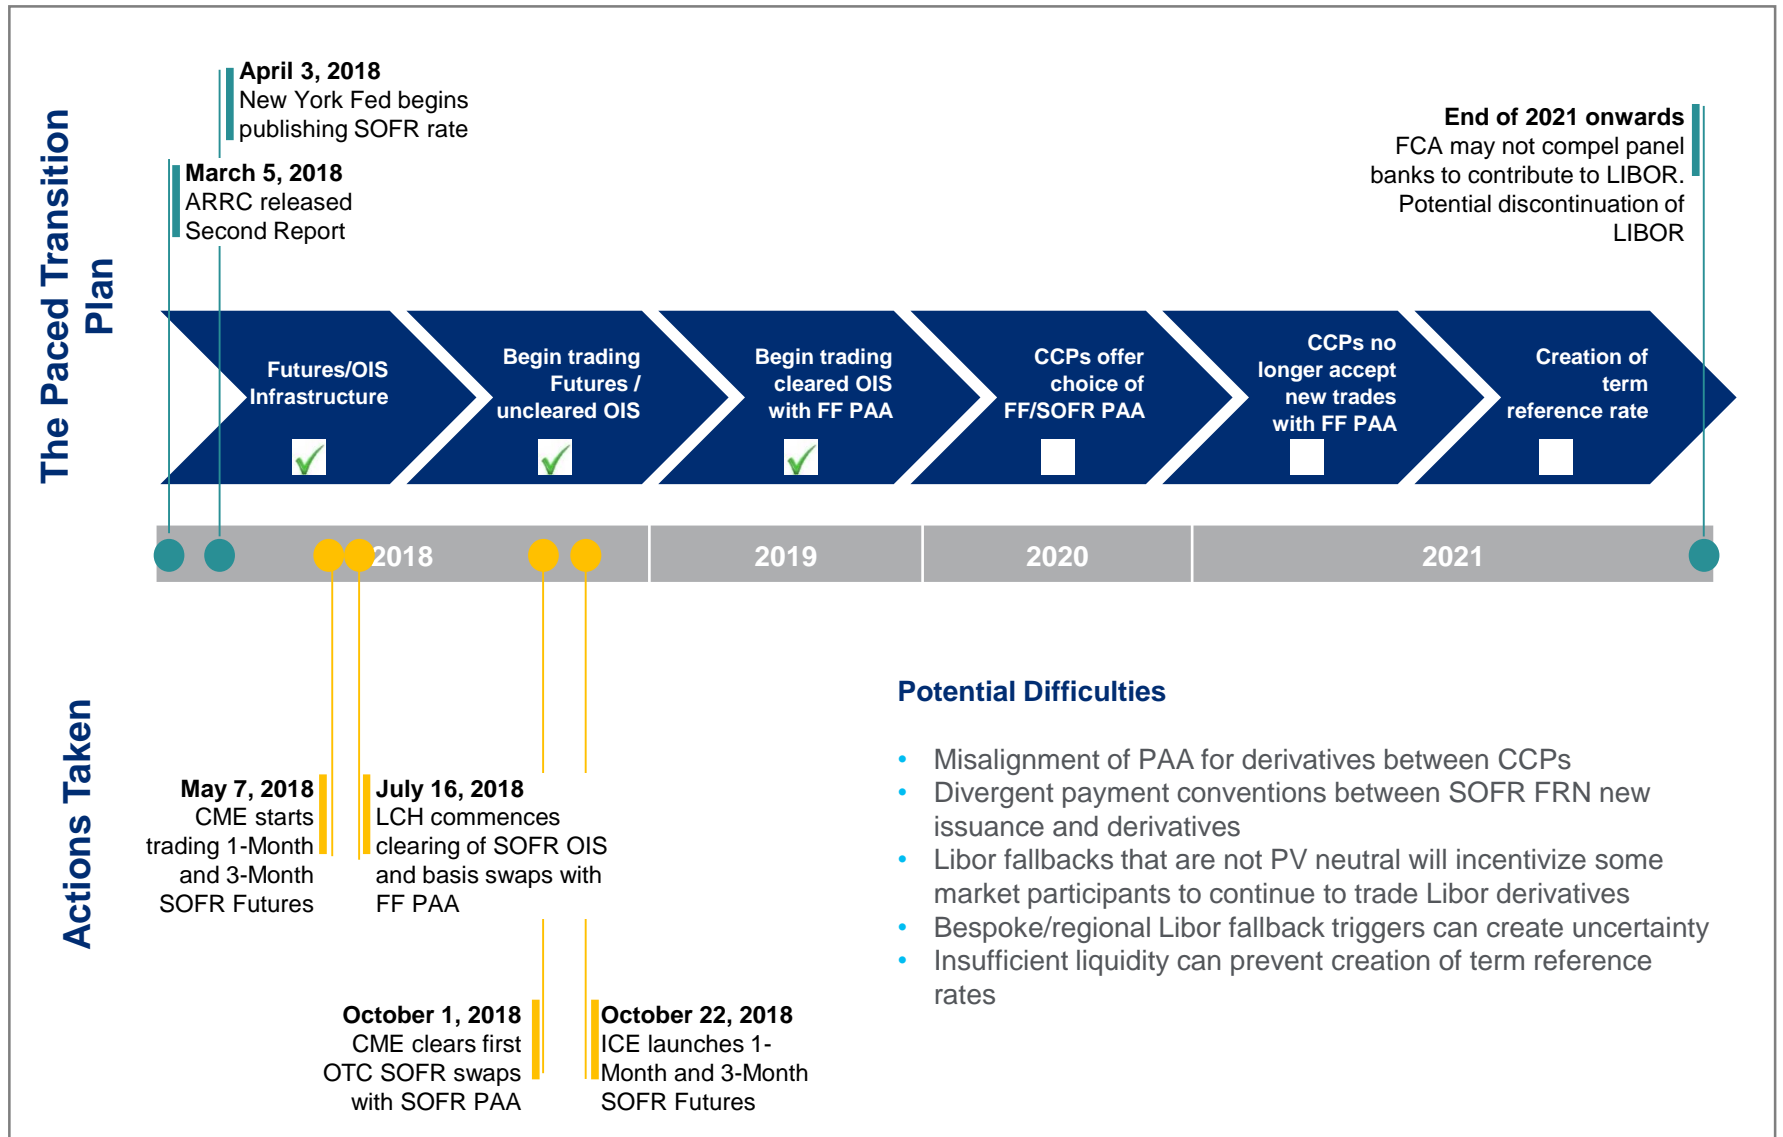 The Paced Transition
Plan
April 3, 2018
New York Fed begins
publishing SOFR rate
March 5, 2018
ARRC released
Second Report
End of 2021 onwards
FCA may not compel panel
banks to contribute to LIBOR.
Potential discontinuation of
LIBOR
Futures/OIS
Infrastructure
Begin trading
Futures /
uncleared OIS
Begin trading
cleared OIS
with FF PAA
CCPs offer
choice of
FF/SOFR PAA
CCPs no
longer accept
new trades
with FF PAA
Creation of
term
reference rate
2018
2019
2020
2021
Actions Taken
May 7, 2018
CME starts
trading 1-Month
and 3-Month
SOFR Futures
July 16, 2018
LCH commences
clearing of SOFR OIS
and basis swaps with
FF PAA
October 1, 2018
CME clears first
OTC SOFR swaps
with SOFR PAA
October 22, 2018
ICE launches 1-
Month and 3-Month
SOFR Futures
Potential Difficulties
• Misalignment of PAA for derivatives between CCPs
• Divergent payment conventions between SOFR FRN new
issuance and derivatives
• Libor fallbacks that are not PV neutral will incentivize some
market participants to continue to trade Libor derivatives
• Bespoke/regional Libor fallback triggers can create uncertainty
• Insufficient liquidity can prevent creation of term reference
rates